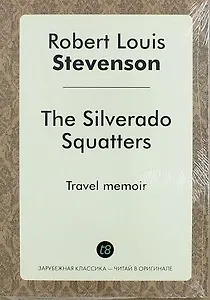 Robert Louis
Stevenson
The Silverado
Squatters
Travel memoir
t8
ЗАРУБЕЖНАЯ КЛАССИКА — ЧИТАЙ В ОРИГИНАЛЕ